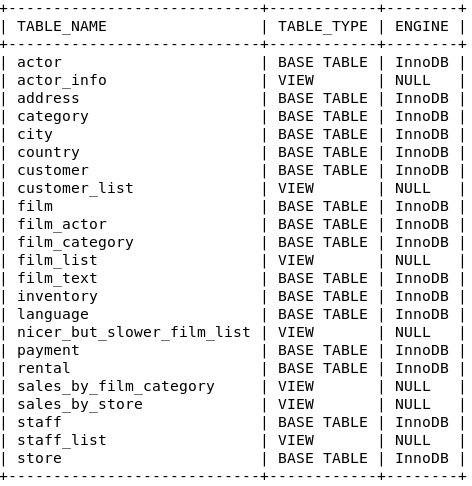 +----------------------------+------------+--------+
| TABLE_NAME                 | TABLE_TYPE | ENGINE |
+----------------------------+------------+--------+
| actor                      | BASE TABLE | InnoDB |
| actor_info                 | VIEW       | NULL   |
| address                    | BASE TABLE | InnoDB |
| category                   | BASE TABLE | InnoDB |
| city                       | BASE TABLE | InnoDB |
| country                    | BASE TABLE | InnoDB |
| customer                   | BASE TABLE | InnoDB |
| customer_list              | VIEW       | NULL   |
| film                       | BASE TABLE | InnoDB |
| film_actor                 | BASE TABLE | InnoDB |
| film_category              | BASE TABLE | InnoDB |
| film_list                  | VIEW       | NULL   |
| film_text                  | BASE TABLE | InnoDB |
| inventory                  | BASE TABLE | InnoDB |
| language                   | BASE TABLE | InnoDB |
| nicer_but_slower_film_list | VIEW       | NULL   |
| payment                    | BASE TABLE | InnoDB |
| rental                     | BASE TABLE | InnoDB |
| sales_by_film_category     | VIEW       | NULL   |
| sales_by_store             | VIEW       | NULL   |
| staff                      | BASE TABLE | InnoDB |
| staff_list                 | VIEW       | NULL   |
| store                      | BASE TABLE | InnoDB |
+----------------------------+------------+--------+